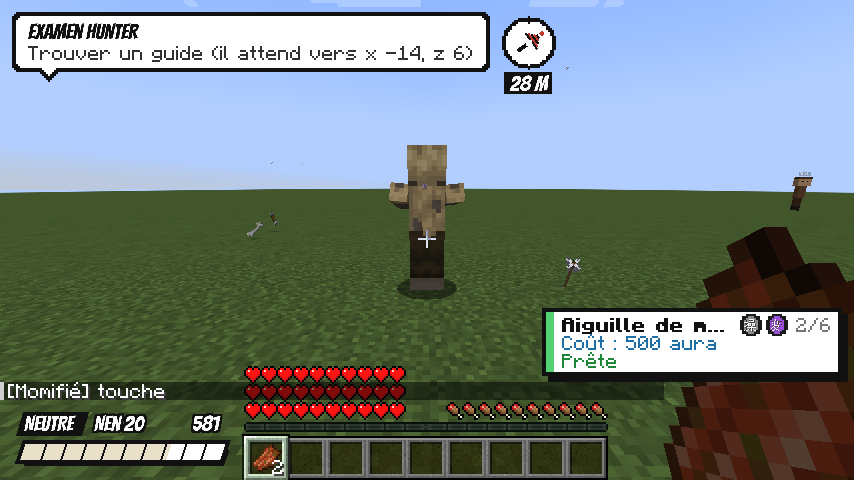 EXAMEN HUNTER
Trouver un guide (il attend vers x -14, z 6)
28 M
Aiguille de m... 2/6
Coût : 500 aura
Prête
[Momifié] touche
NEUTRE NEN 20 581
2